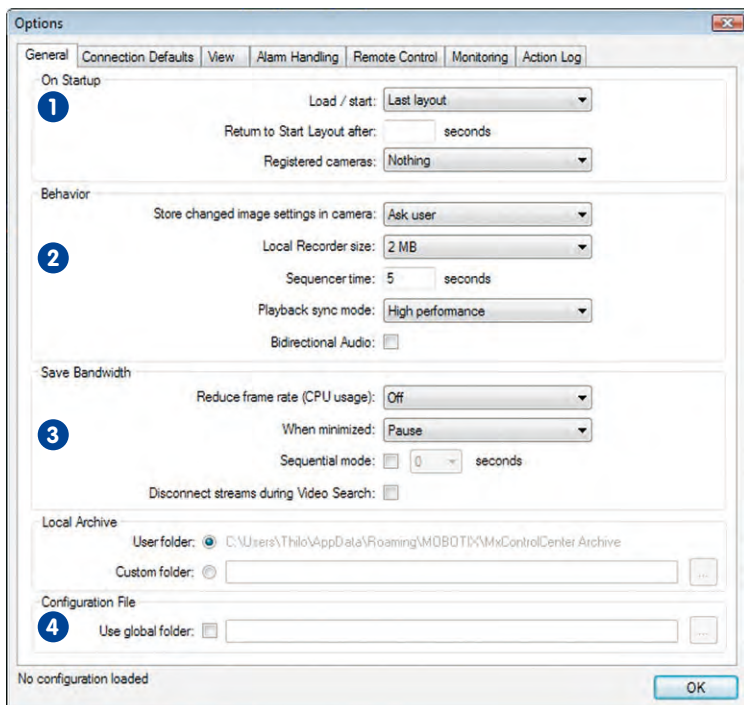 Options
General Connection Defaults View Alarm Handling Remote Control Monitoring Action Log
On Startup
1
Load / start: Last layout
Return to Start Layout after: seconds
Registered cameras: Nothing
Behavior
Store changed image settings in camera: Ask user
2
Local Recorder size: 2 MB
Sequencer time: 5 seconds
Playback sync mode: High performance
Bidirectional Audio:
Save Bandwidth
Reduce frame rate (CPU usage): Off
3
When minimized: Pause
Sequential mode: 0 seconds
Disconnect streams during Video Search:
Local Archive
User folder: C:\Users\Thilo\AppData\Roaming\MOBOTIX\MxControlCenter Archive
Custom folder: ...
Configuration File
4
Use global folder: ...
No configuration loaded
OK